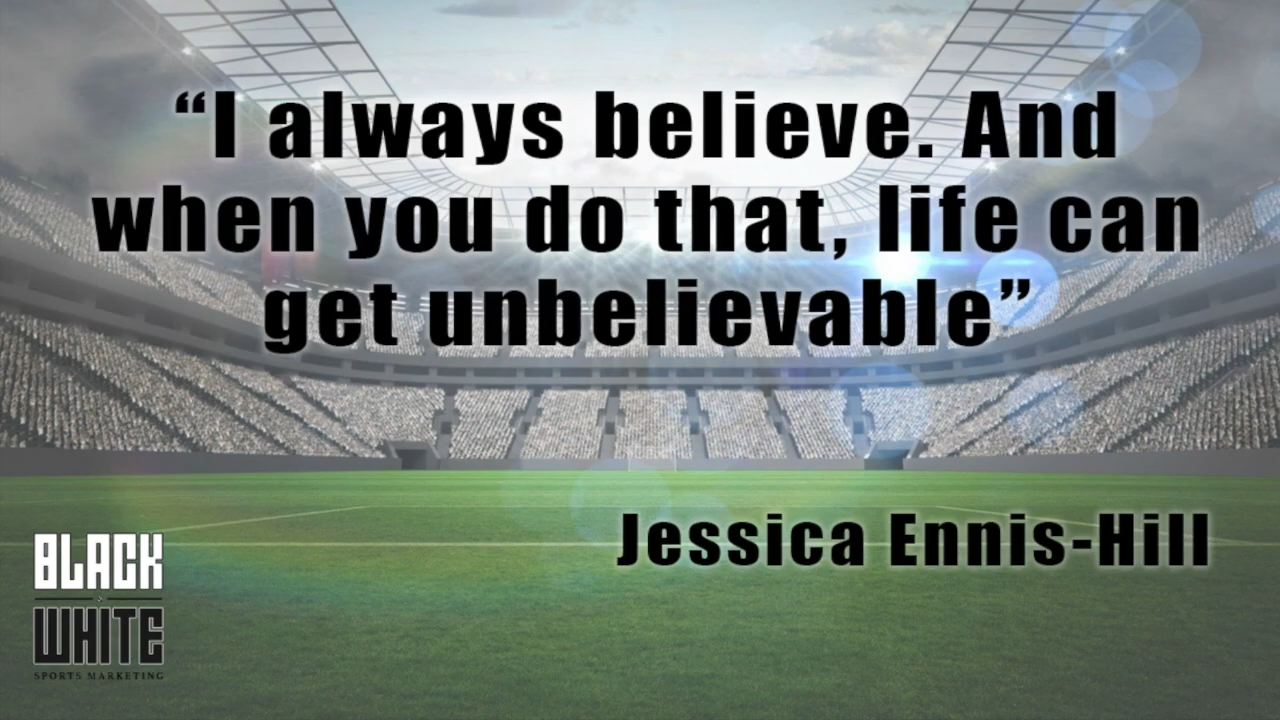 “I always believe. And
when you do that, life can
get unbelievable”
Jessica Ennis-Hill
BLACK
WHITE
SPORTS MARKETING